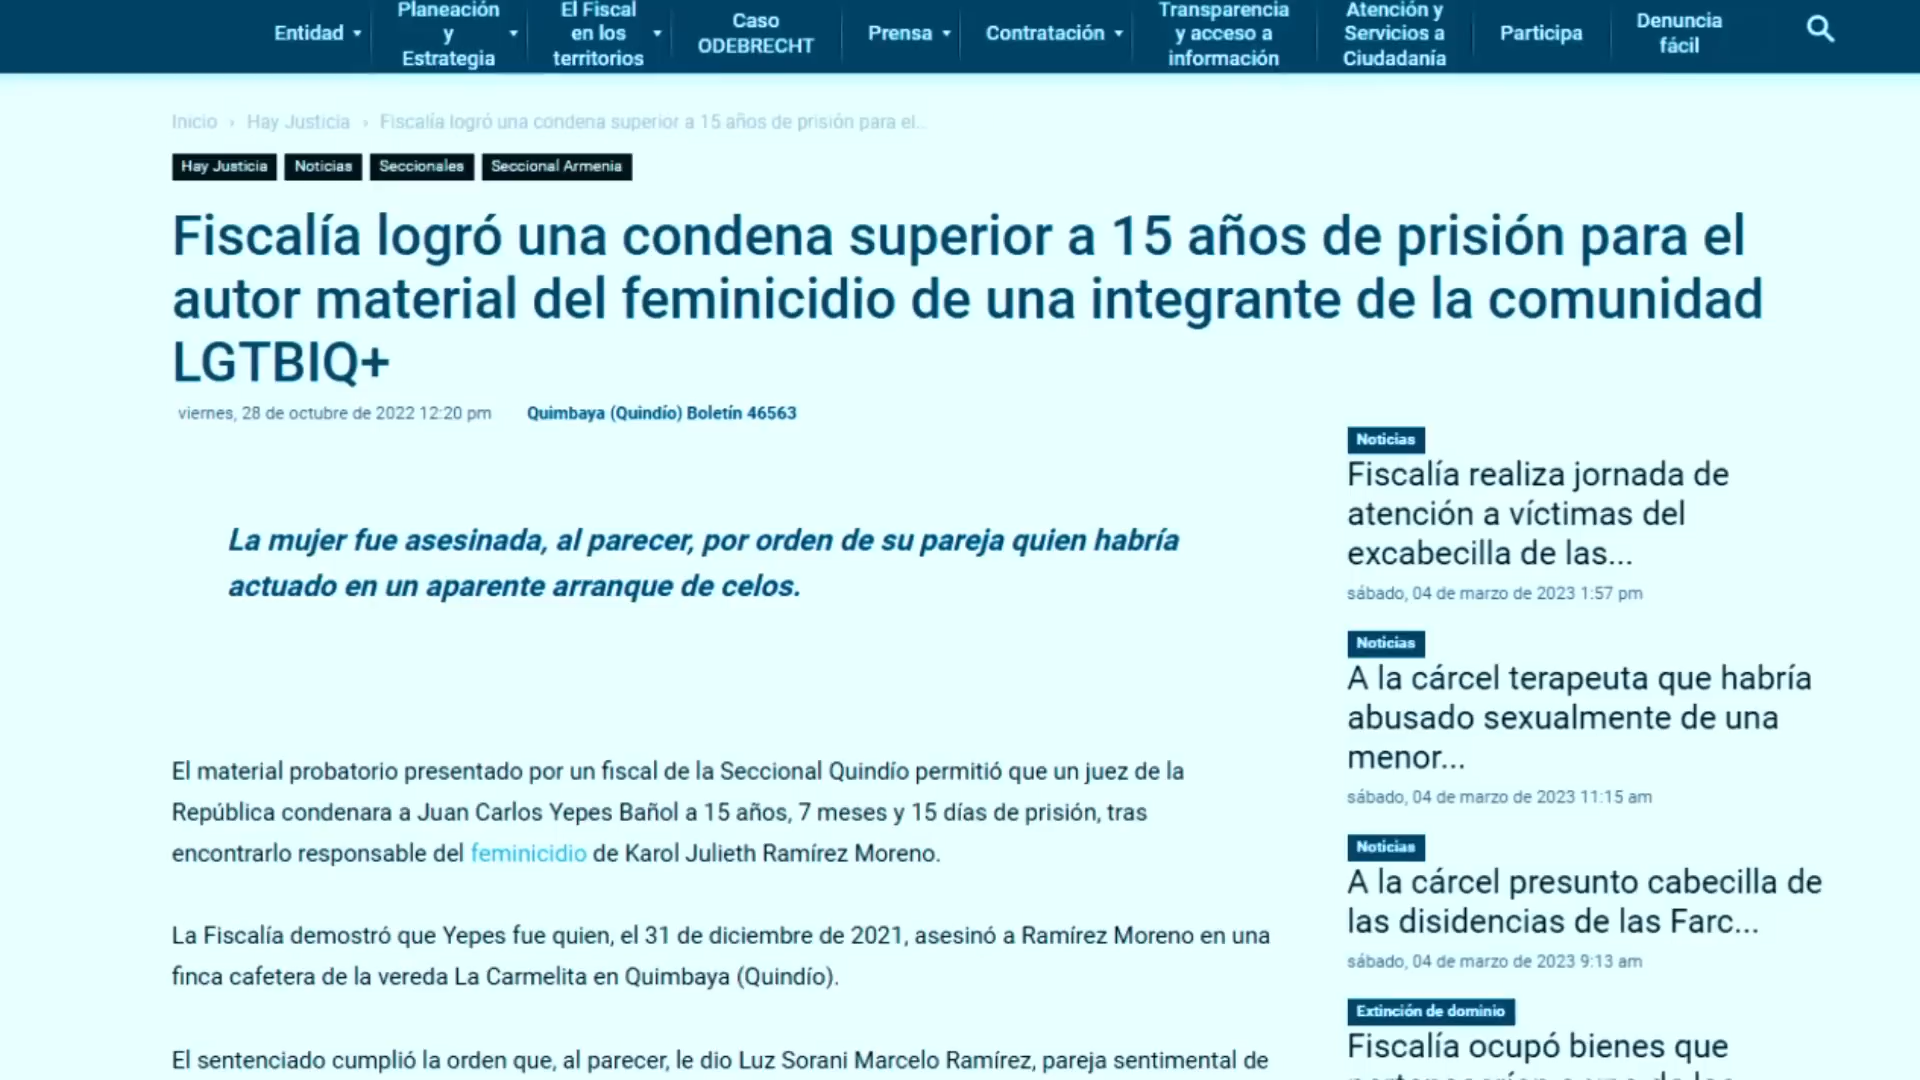 Entidad
Planeación
y
Estrategia
El Fiscal
en los
territorios
Caso
ODEBRECHT
Prensa
Contratación
Transparencia
y acceso a
información
Atención y
Servicios a
Ciudadanía
Participa
Denuncia
fácil
Inicio › Hay Justicia › Fiscalía logró una condena superior a 15 años de prisión para el...
Hay Justicia Noticias Seccionales Seccional Armenia
Fiscalía logró una condena superior a 15 años de prisión para el
autor material del feminicidio de una integrante de la comunidad
LGTBIQ+
viernes, 28 de octubre de 2022 12:20 pm Quimbaya (Quindío) Boletín 46563
La mujer fue asesinada, al parecer, por orden de su pareja quien habría
actuado en un aparente arranque de celos.
El material probatorio presentado por un fiscal de la Seccional Quindío permitió que un juez de la
República condenara a Juan Carlos Yepes Bañol a 15 años, 7 meses y 15 días de prisión, tras
encontrarlo responsable del feminicidio de Karol Julieth Ramírez Moreno.
La Fiscalía demostró que Yepes fue quien, el 31 de diciembre de 2021, asesinó a Ramírez Moreno en una
finca cafetera de la vereda La Carmelita en Quimbaya (Quindío).
El sentenciado cumplió la orden que, al parecer, le dio Luz Sorani Marcelo Ramírez, pareja sentimental de
Noticias
Fiscalía realiza jornada de
atención a víctimas del
excabecilla de las...
sábado, 04 de marzo de 2023 1:57 pm
Noticias
A la cárcel terapeuta que habría
abusado sexualmente de una
menor...
sábado, 04 de marzo de 2023 11:15 am
Noticias
A la cárcel presunto cabecilla de
las disidencias de las Farc...
sábado, 04 de marzo de 2023 9:13 am
Extinción de dominio
Fiscalía ocupó bienes que